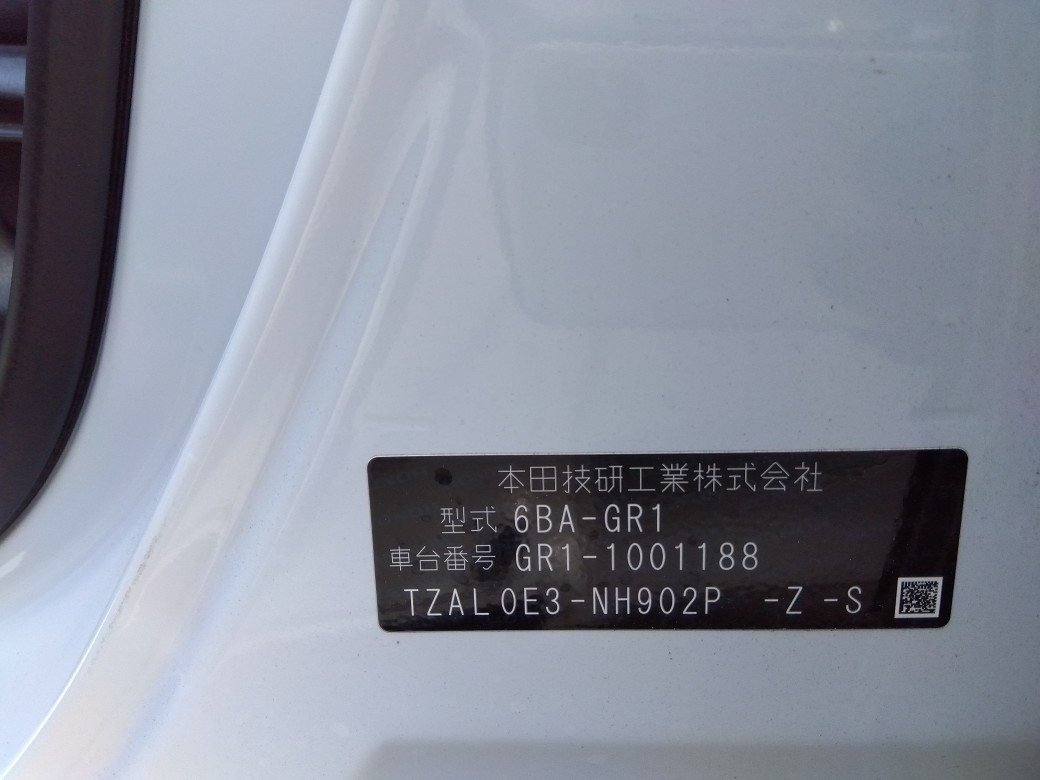 本田技研工業株式会社
型式 6BA-GR1
車台番号 GR1-1001188
TZAL0E3-NH902P -Z-S